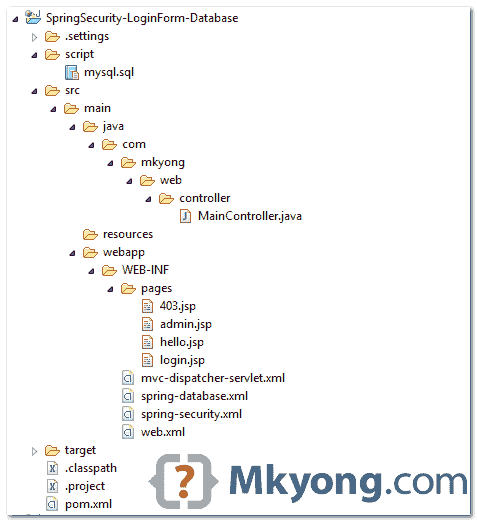 SpringSecurity-LoginForm-Database
.settings
script
mysql.sql
src
main
java
com
mkyong
web
controller
MainController.java
resources
webapp
WEB-INF
pages
403.jsp
admin.jsp
hello.jsp
login.jsp
mvc-dispatcher-servlet.xml
spring-database.xml
spring-security.xml
web.xml
target
.classpath
.project
pom.xml
{?} Mkyong.com